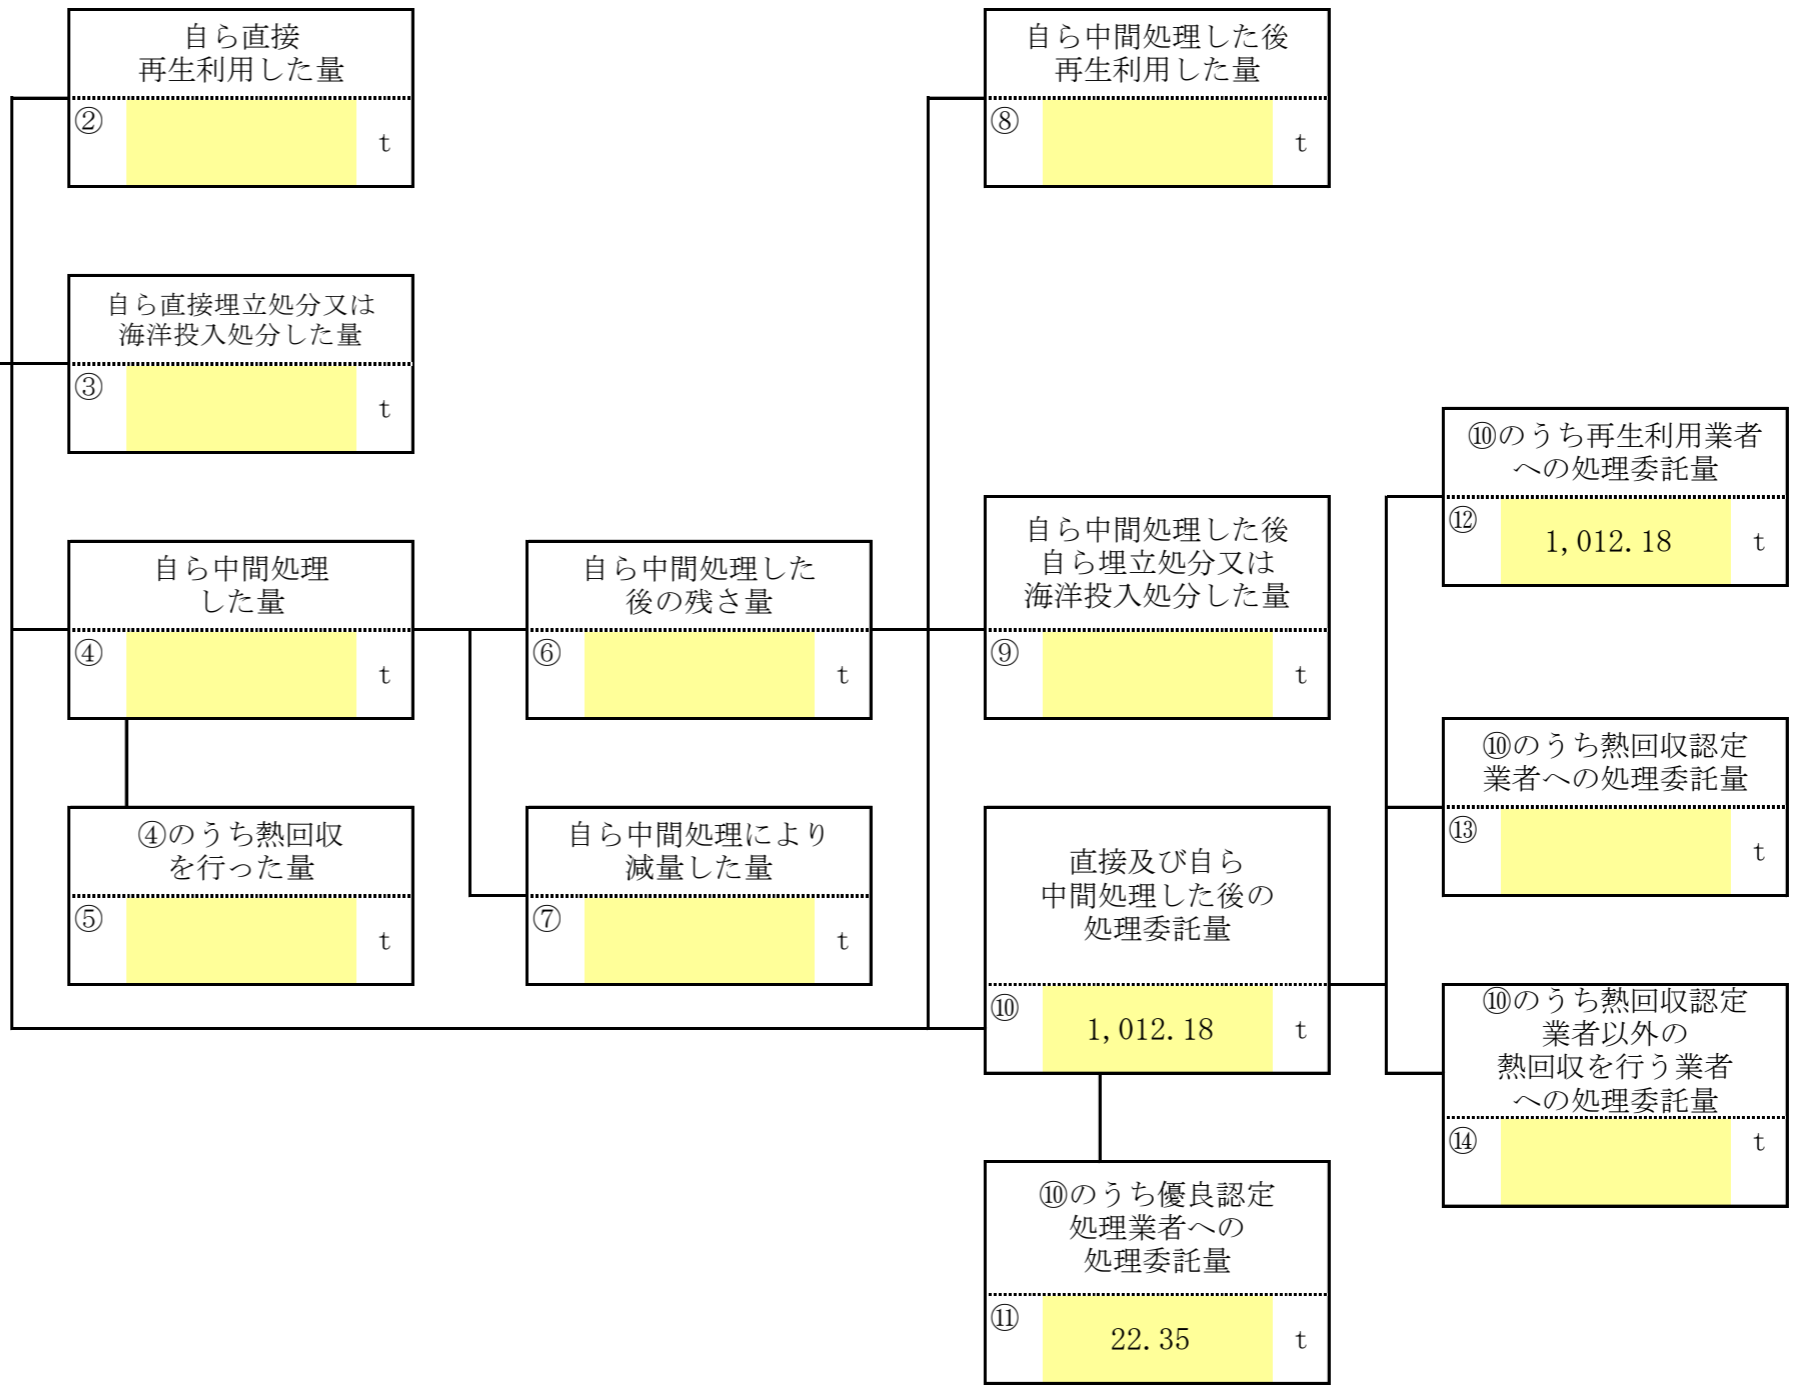 自ら直接
再生利用した量
②
t
自ら中間処理した後
再生利用した量
⑧
t
自ら直接埋立処分又は
海洋投入処分した量
③
t
⑩のうち再生利用業者
への処理委託量
⑫
1,012.18
t
自ら中間処理
した量
④
t
自ら中間処理した
後の残さ量
⑥
t
自ら中間処理した後
自ら埋立処分又は
海洋投入処分した量
⑨
t
⑩のうち熱回収認定
業者への処理委託量
⑬
t
④のうち熱回収
を行った量
⑤
t
自ら中間処理により
減量した量
⑦
t
直接及び自ら
中間処理した後の
処理委託量
⑩
1,012.18
t
⑩のうち熱回収認定
業者以外の
熱回収を行う業者
への処理委託量
⑭
t
⑩のうち優良認定
処理業者への
処理委託量
⑪
22.35
t